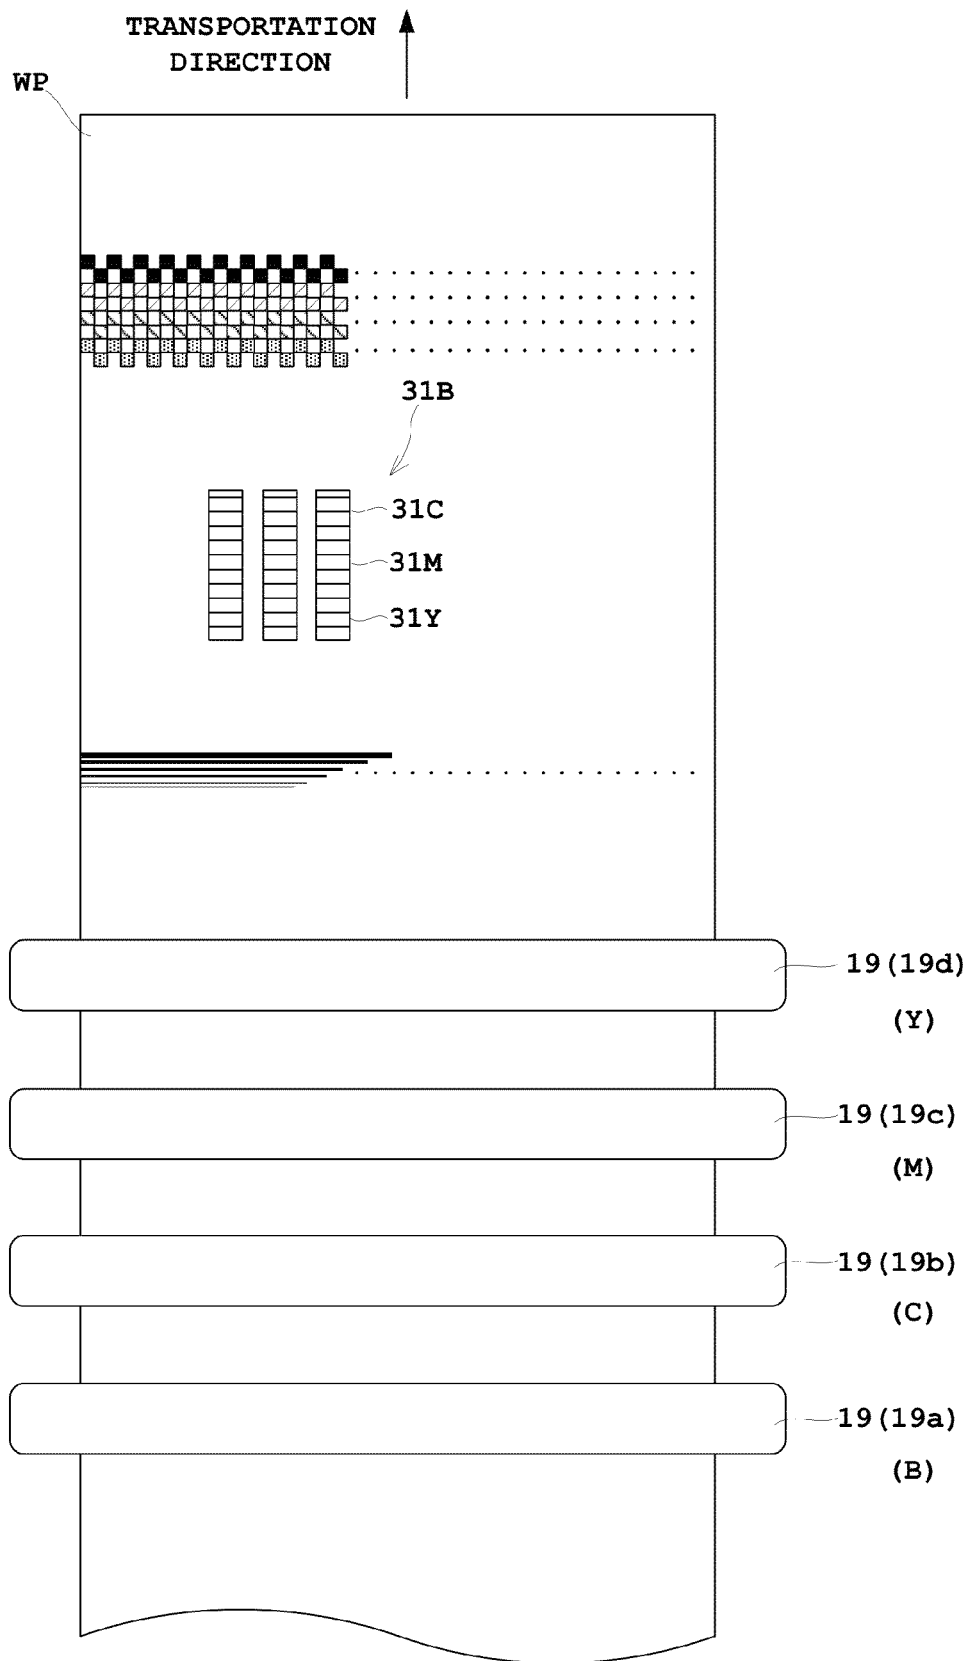 TRANSPORTATION
DIRECTION
WP
31B
31C
31M
31Y
19(19d)
(Y)
19(19c)
(M)
19(19b)
(C)
19(19a)
(B)